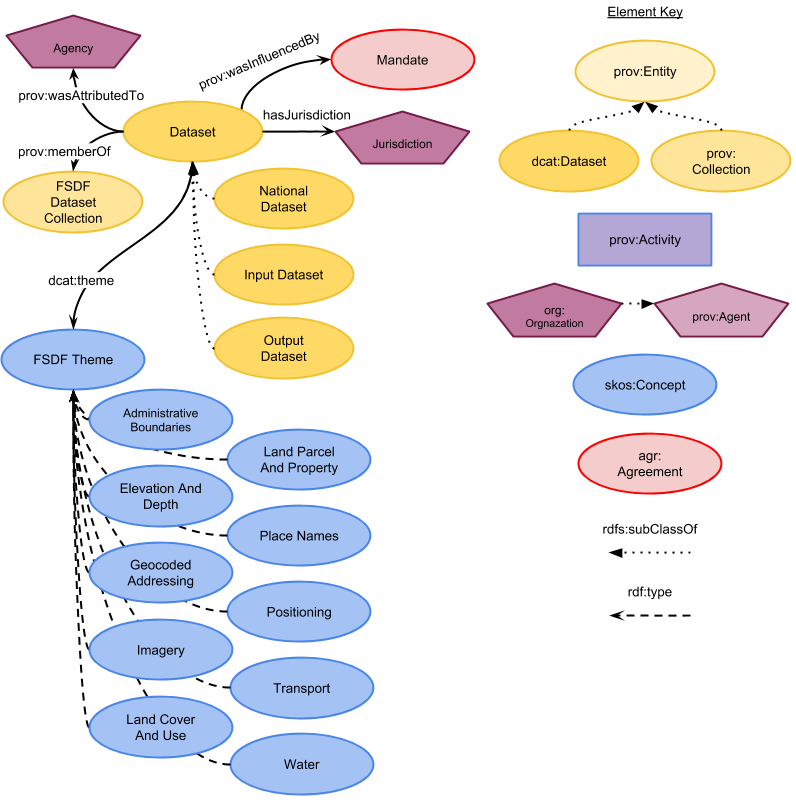 Element Key
Agency
prov:wasInfluencedBy
Mandate
prov:Entity
prov:wasAttributedTo
hasJurisdiction
Dataset
Jurisdiction
prov:memberOf
dcat:Dataset
prov:
Collection
FSDF
Dataset
Collection
National
Dataset
prov:Activity
Input Dataset
dcat:theme
org:
Orgnazation
prov:Agent
Output
Dataset
FSDF Theme
skos:Concept
Administrative
Boundaries
Land Parcel
And Property
agr:
Agreement
Elevation And
Depth
Place Names
rdfs:subClassOf
Geocoded
Addressing
rdf:type
Positioning
Imagery
Transport
Land Cover
And Use
Water